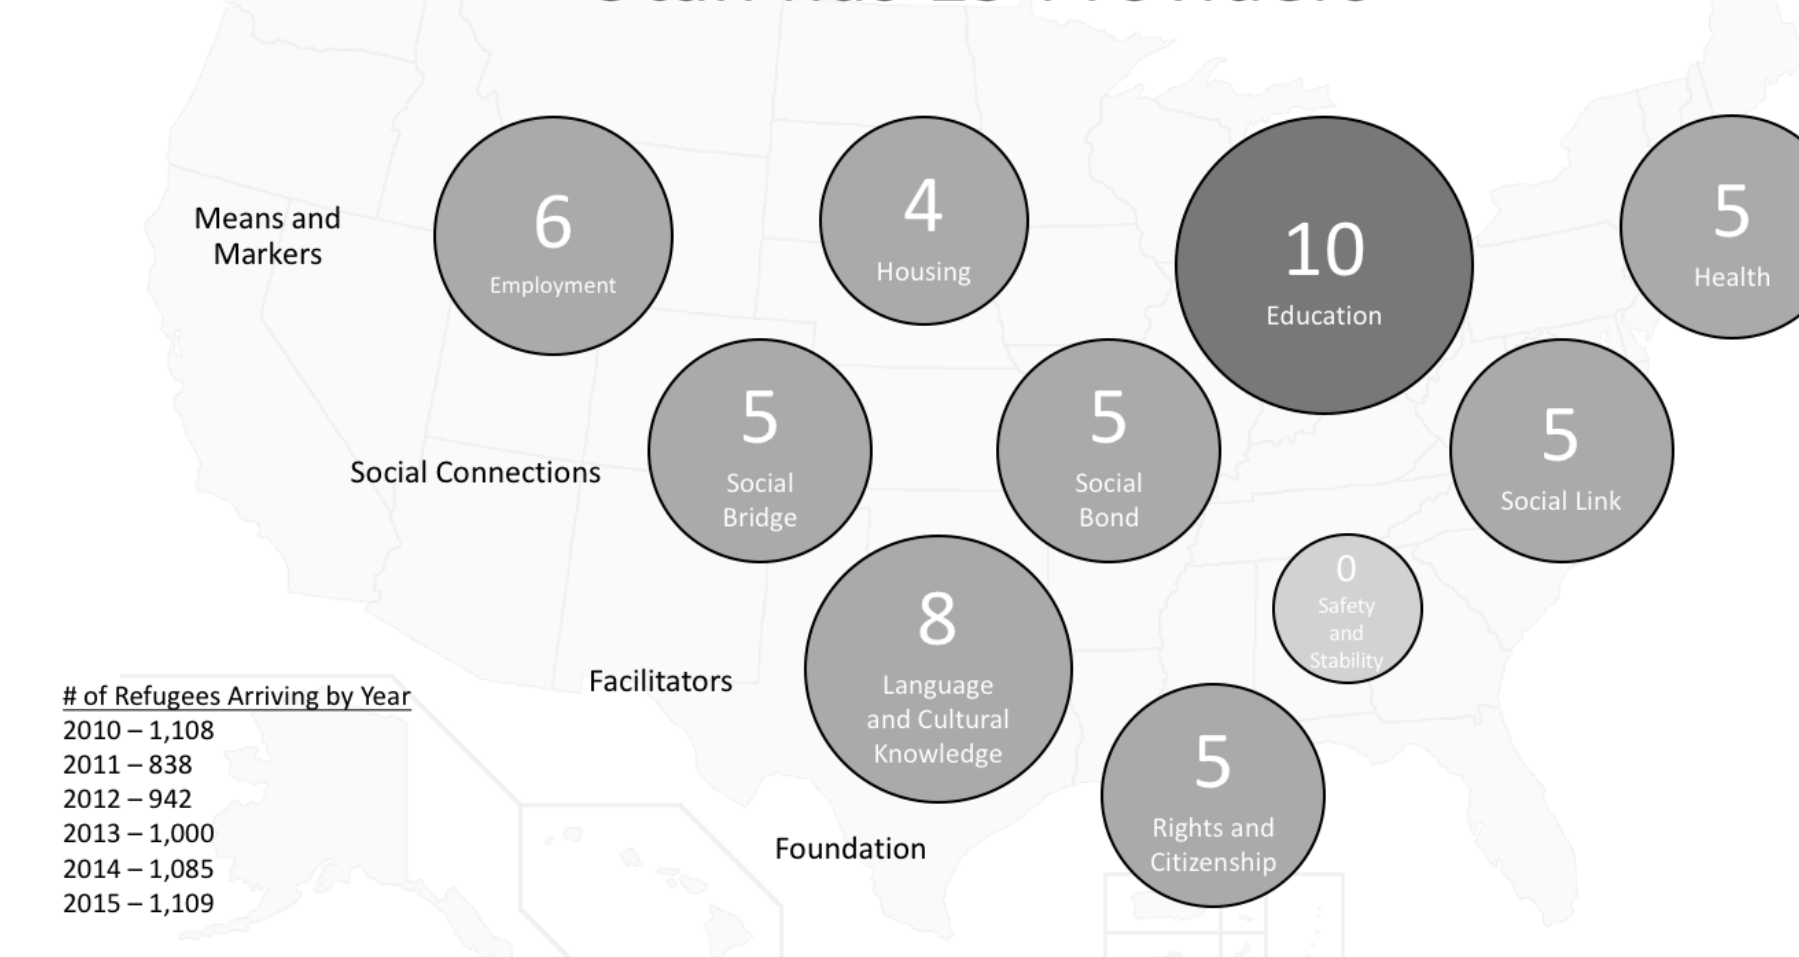 Means and
Markers
6
Employment
4
Housing
10
Education
5
Health
Social Connections
5
Social
Bridge
5
Social
Bond
5
Social Link
Facilitators
8
Language
and Cultural
Knowledge
0
Safety
and
Stability
Foundation
5
Rights and
Citizenship
# of Refugees Arriving by Year
2010 – 1,108
2011 – 838
2012 – 942
2013 – 1,000
2014 – 1,085
2015 – 1,109